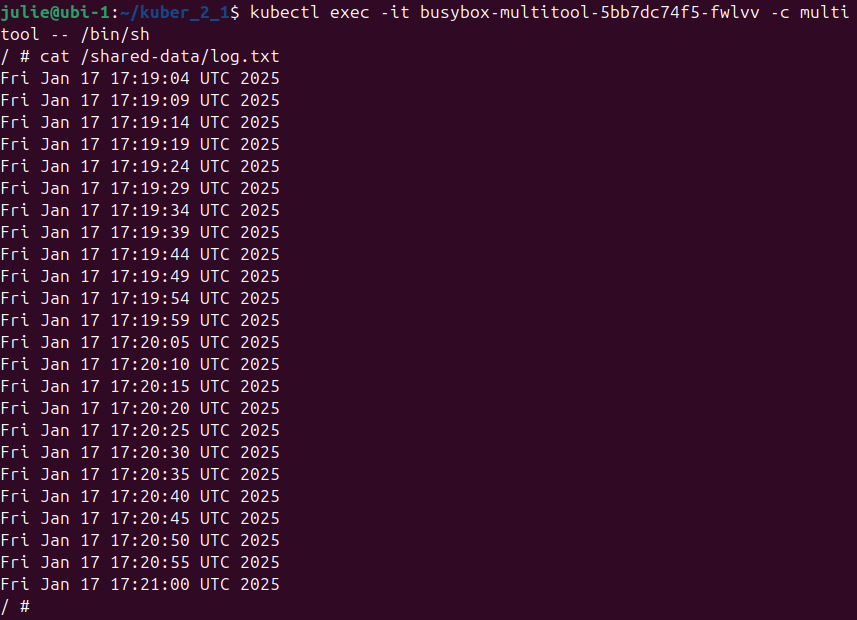 julie@ubi-1:~/kuber_2_1$ kubectl exec -it busybox-multitool-5bb7dc74f5-fwlvv -c multi
tool -- /bin/sh
/ # cat /shared-data/log.txt
Fri Jan 17 17:19:04 UTC 2025
Fri Jan 17 17:19:09 UTC 2025
Fri Jan 17 17:19:14 UTC 2025
Fri Jan 17 17:19:19 UTC 2025
Fri Jan 17 17:19:24 UTC 2025
Fri Jan 17 17:19:29 UTC 2025
Fri Jan 17 17:19:34 UTC 2025
Fri Jan 17 17:19:39 UTC 2025
Fri Jan 17 17:19:44 UTC 2025
Fri Jan 17 17:19:49 UTC 2025
Fri Jan 17 17:19:54 UTC 2025
Fri Jan 17 17:19:59 UTC 2025
Fri Jan 17 17:20:05 UTC 2025
Fri Jan 17 17:20:10 UTC 2025
Fri Jan 17 17:20:15 UTC 2025
Fri Jan 17 17:20:20 UTC 2025
Fri Jan 17 17:20:25 UTC 2025
Fri Jan 17 17:20:30 UTC 2025
Fri Jan 17 17:20:35 UTC 2025
Fri Jan 17 17:20:40 UTC 2025
Fri Jan 17 17:20:45 UTC 2025
Fri Jan 17 17:20:50 UTC 2025
Fri Jan 17 17:20:55 UTC 2025
Fri Jan 17 17:21:00 UTC 2025
/ #